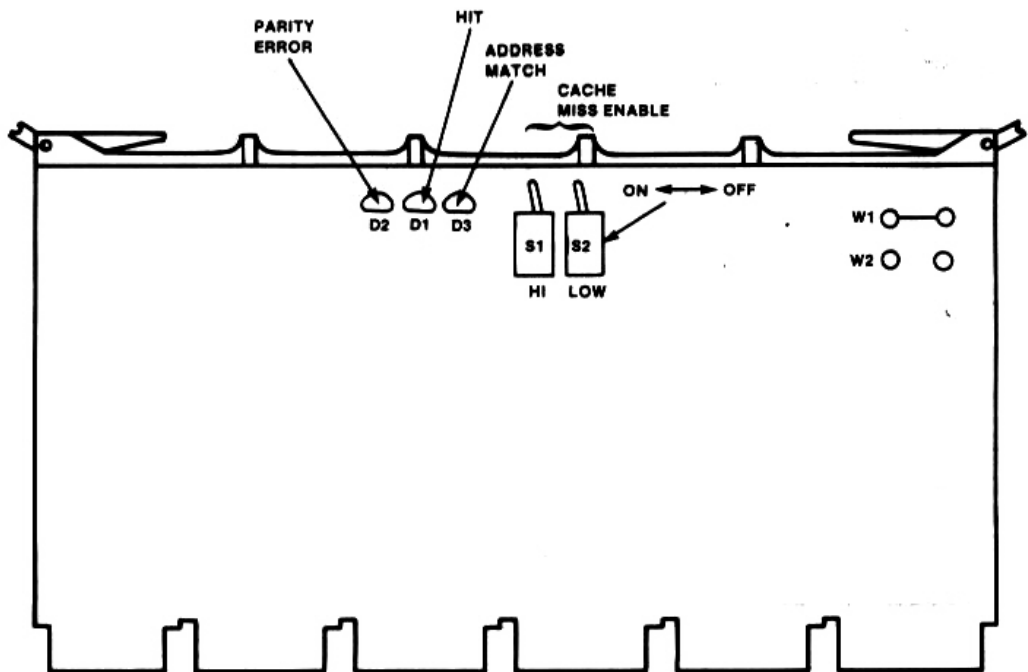 PARITY
ERROR
HIT
ADDRESS
MATCH
CACHE
MISS ENABLE
D2 D1 D3
ON OFF
S1 S2
HI LOW
W1
W2